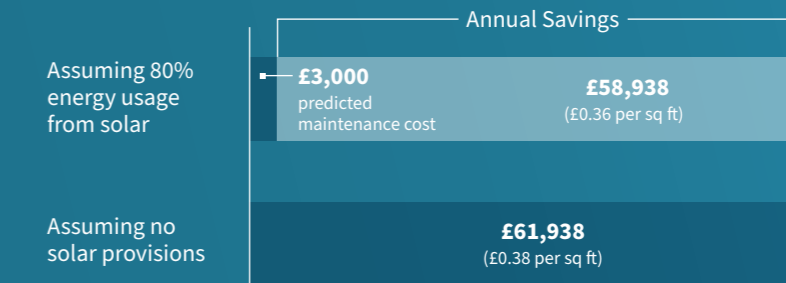 Annual Savings
Assuming 80%
energy usage
from solar
£3,000
predicted
maintenance cost
£58,938
(£0.36 per sq ft)
Assuming no
solar provisions
£61,938
(£0.38 per sq ft)